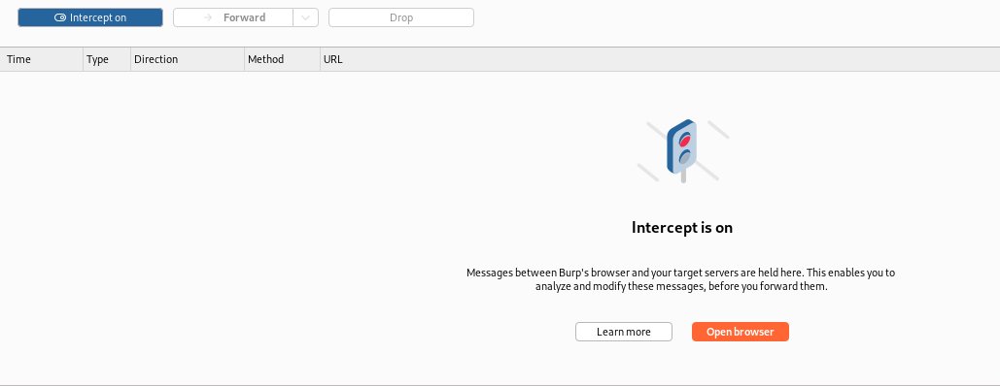 Intercept on Forward Drop
Time Type Direction Method URL
Intercept is on
Messages between Burp's browser and your target servers are held here. This enables you to
analyze and modify these messages, before you forward them.
Learn more Open browser